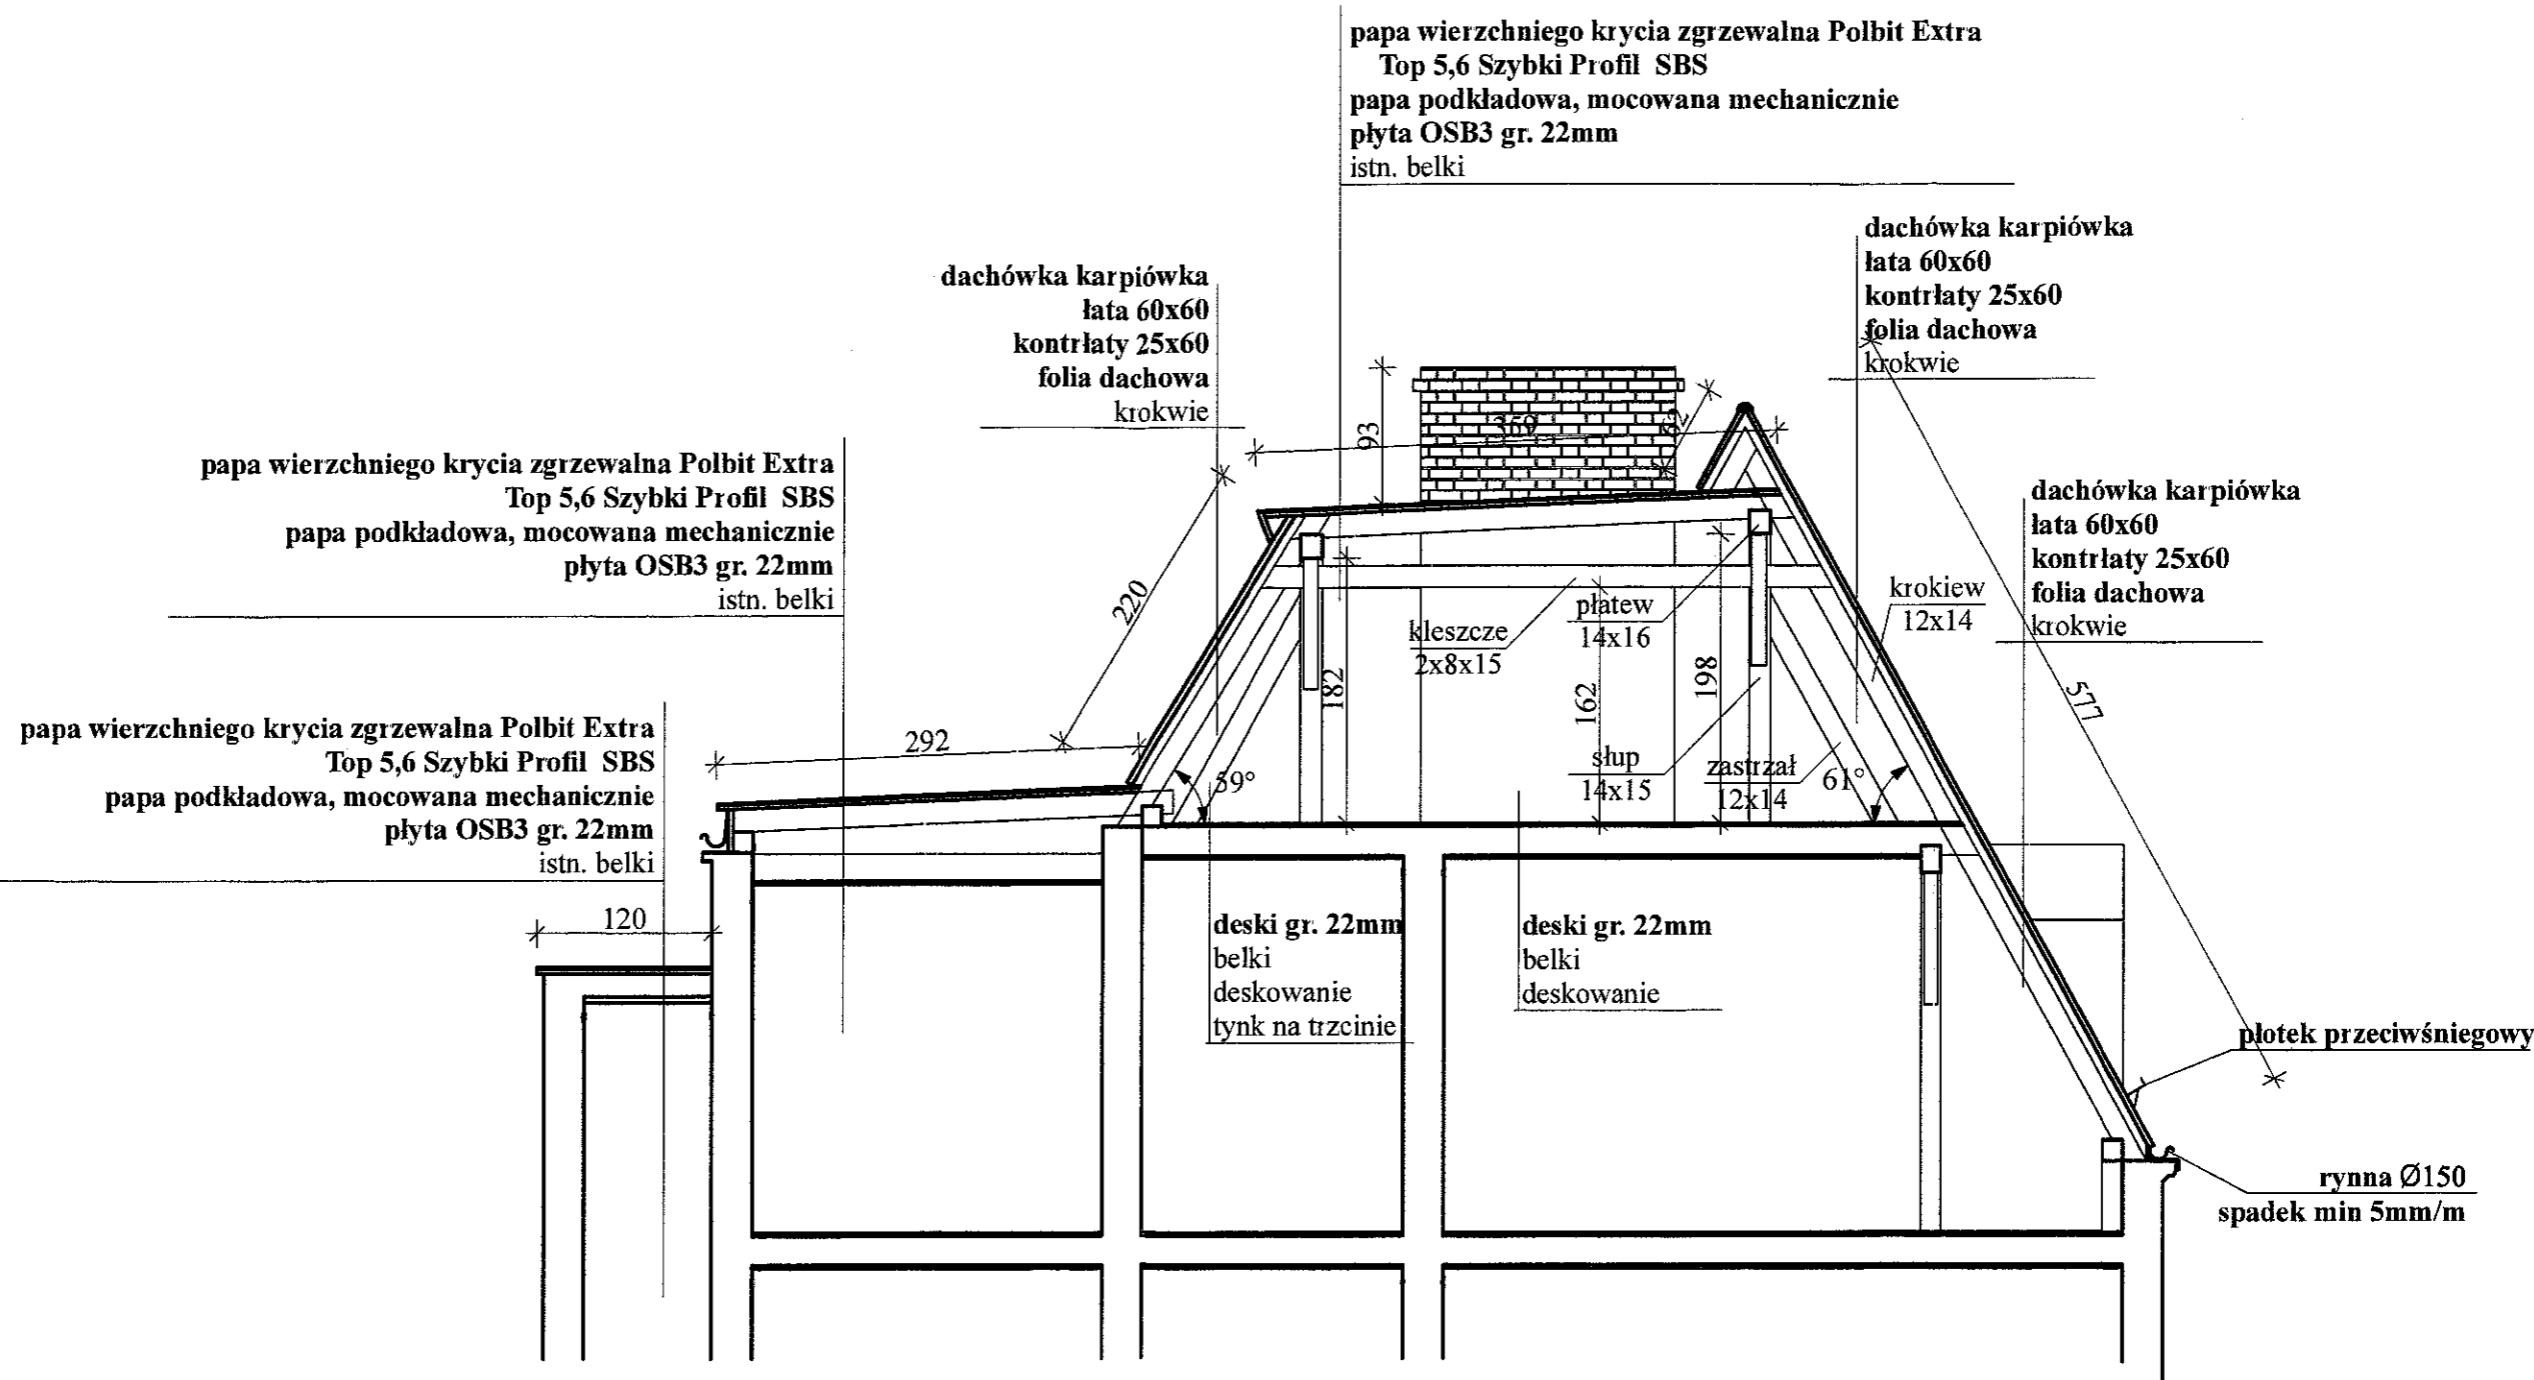 papa wierzchniego krycia zgrzewalna Polbit Extra
Top 5,6 Szybki Profil SBS
papa podkładowa, mocowana mechanicznie
płyta OSB3 gr. 22mm
istn. belki
dachówka karpiówka
łata 60x60
kontrłaty 25x60
folia dachowa
krokwie
dachówka karpiówka
łata 60x60
kontrłaty 25x60
folia dachowa
krokwie
papa wierzchniego krycia zgrzewalna Polbit Extra
Top 5,6 Szybki Profil SBS
papa podkładowa, mocowana mechanicznie
płyta OSB3 gr. 22mm
istn. belki
dachówka karpiówka
łata 60x60
kontrłaty 25x60
folia dachowa
krokwie
papa wierzchniego krycia zgrzewalna Polbit Extra
Top 5,6 Szybki Profil SBS
papa podkładowa, mocowana mechanicznie
płyta OSB3 gr. 22mm
istn. belki
93
359
220
292
120
182
162
198
577
59°
61°
kleszcze
2x8x15
płatew
14x16
krokiew
12x14
słup
14x15
zastrzał
12x14
deski gr. 22mm
belki
deskowanie
tynk na trzcinie
deski gr. 22mm
belki
deskowanie
płotek przeciwśniegowy
rynna Ø150
spadek min 5mm/m